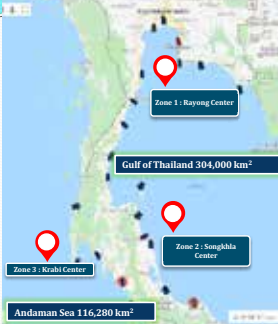 Zone 1 : Rayong Center
Gulf of Thailand 304,000 km²
Zone 2 : Songkhla
Center
Zone 3 : Krabi Center
Andaman Sea 116,280 km²